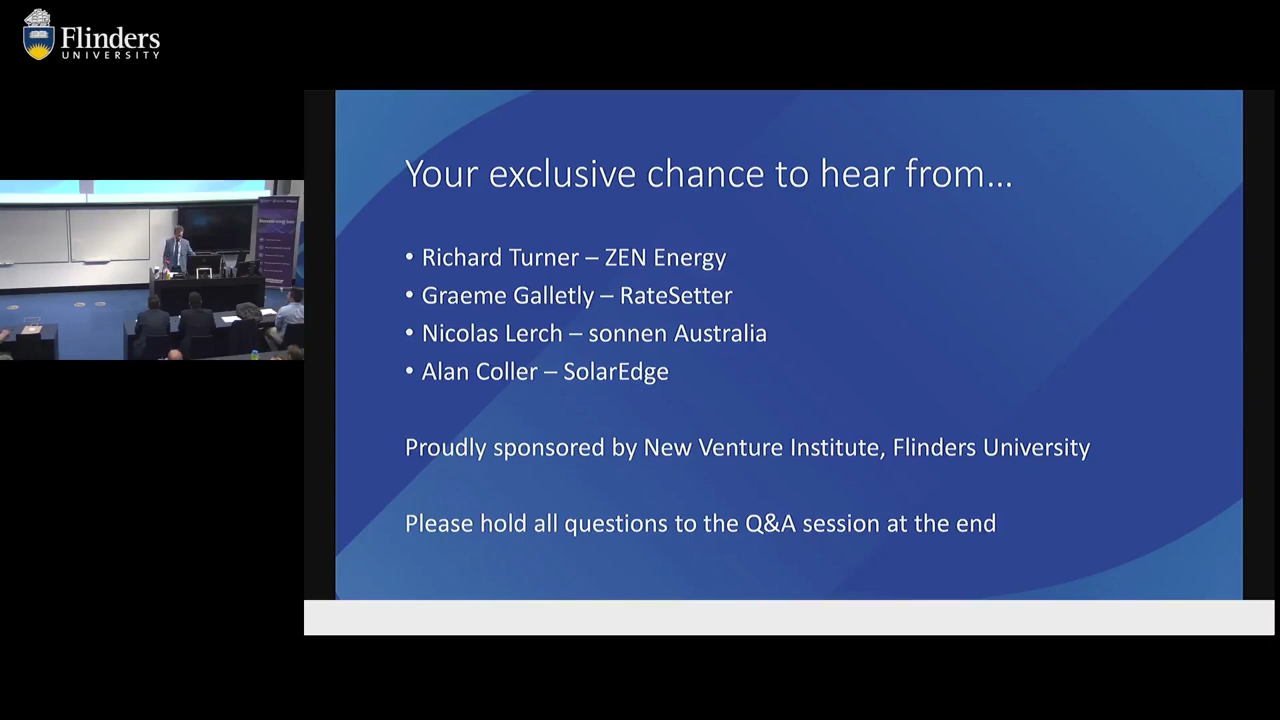 Flinders
UNIVERSITY
Your exclusive chance to hear from...
• Richard Turner – ZEN Energy
• Graeme Galletly – RateSetter
• Nicolas Lerch – sonnen Australia
• Alan Coller – SolarEdge
Proudly sponsored by New Venture Institute, Flinders University
Please hold all questions to the Q&A session at the end